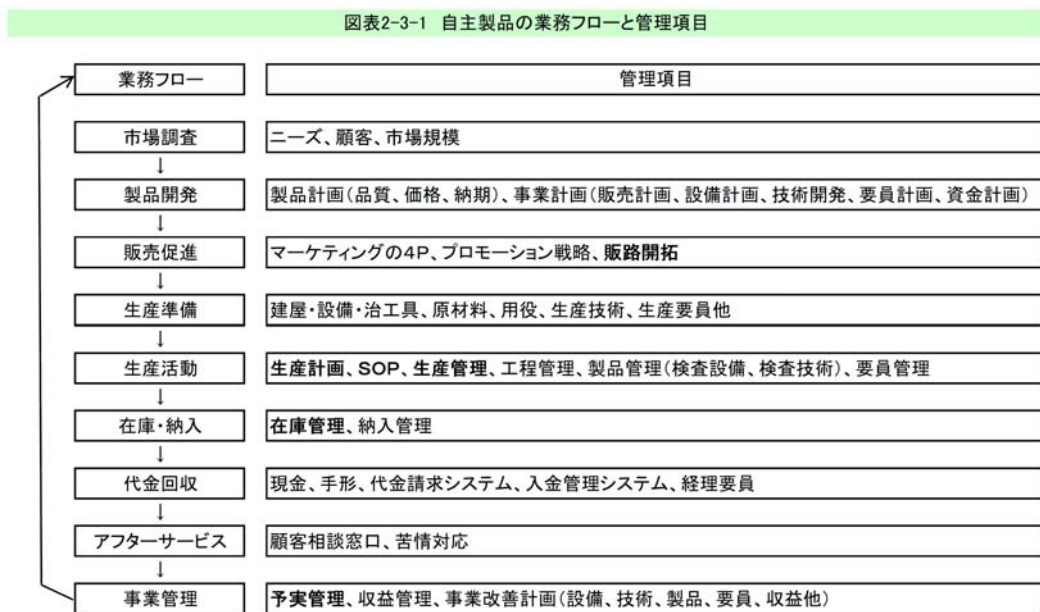 図表2-3-1 自主製品の業務フローと管理項目
業務フロー 管理項目
市場調査 ニーズ、顧客、市場規模
↓
製品開発 製品計画(品質、価格、納期)、事業計画(販売計画、設備計画、技術開発、要員計画、資金計画)
↓
販売促進 マーケティングの4P、プロモーション戦略、販路開拓
↓
生産準備 建屋・設備・治工具、原材料、用役、生産技術、生産要員他
↓
生産活動 生産計画、SOP、生産管理、工程管理、製品管理(検査設備、検査技術)、要員管理
↓
在庫・納入 在庫管理、納入管理
↓
代金回収 現金、手形、代金請求システム、入金管理システム、経理要員
↓
アフターサービス 顧客相談窓口、苦情対応
↓
事業管理 予実管理、収益管理、事業改善計画(設備、技術、製品、要員、収益他)